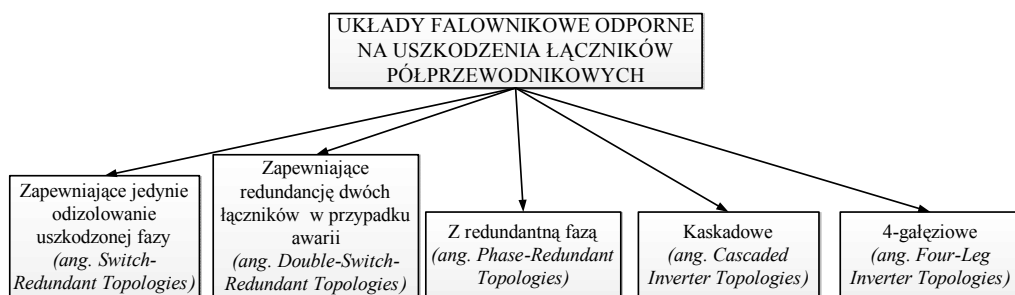 UKŁADY FALOWNIKOWE ODPORNE
NA USZKODZENIA ŁĄCZNIKÓW
PÓŁPRZEWODNIKOWYCH
Zapewniające jedynie
odizolowanie
uszkodzonej fazy
(ang. Switch-
Redundant Topologies)
Zapewniające
redundancję dwóch
łączników w przypadku
awarii
(ang. Double-Switch-
Redundant Topologies)
Z redundantną fazą
(ang. Phase-Redundant
Topologies)
Kaskadowe
(ang. Cascaded
Inverter Topologies)
4-gałęziowe
(ang. Four-Leg
Inverter Topologies)